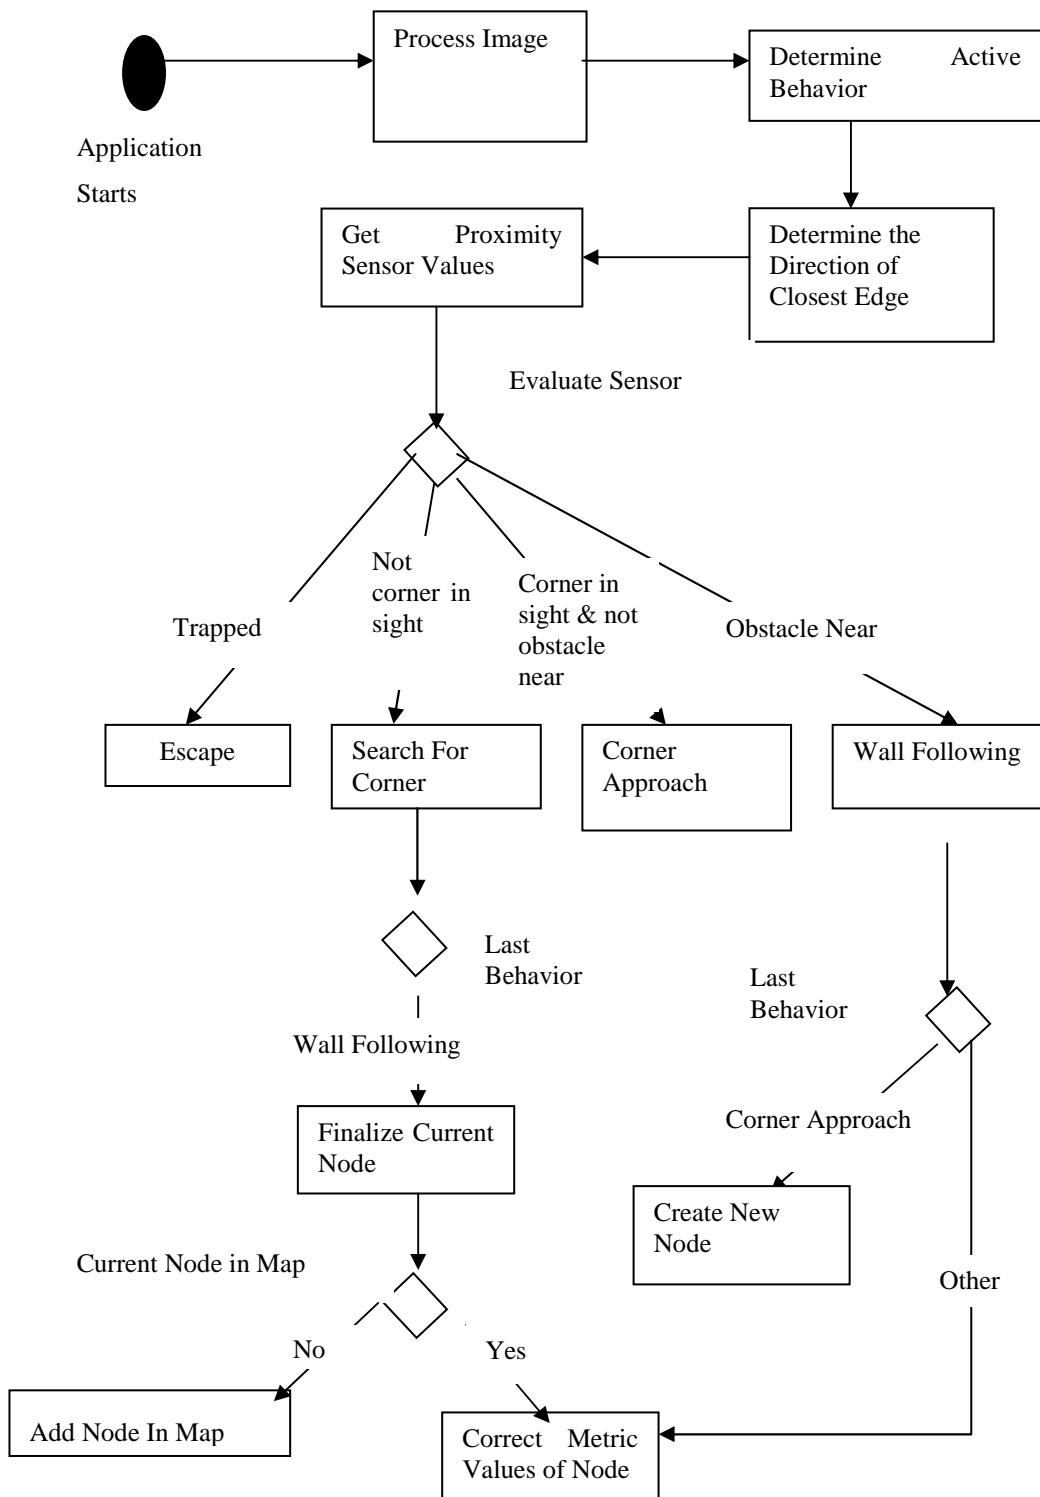 Process Image
Determine Active
Behavior
Application
Starts
Get Proximity
Sensor Values
Determine the
Direction of
Closest Edge
Evaluate Sensor
Trapped
Not
corner in
sight
Corner in
sight & not
obstacle
near
Obstacle Near
Escape
Search For
Corner
Corner
Approach
Wall Following
Last
Behavior
Last
Behavior
Wall Following
Corner Approach
Finalize Current
Node
Create New
Node
Current Node in Map
Other
No
Yes
Add Node In Map
Correct Metric
Values of Node